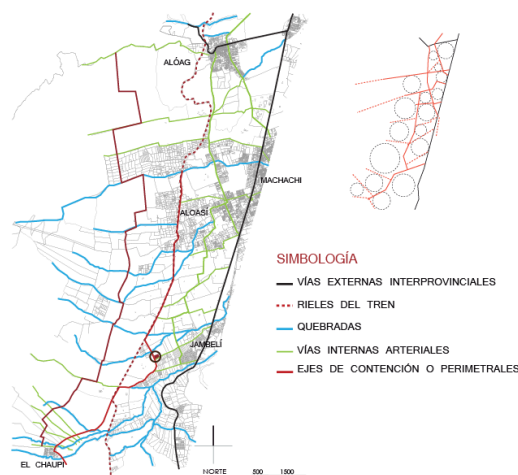 ALÓAG
MACHACHI
ALOASÍ
JAMBELÍ
EL CHAUPI
SIMBOLOGÍA
VÍAS EXTERNAS INTERPROVINCIALES
RIELES DEL TREN
QUEBRADAS
VÍAS INTERNAS ARTERIALES
EJES DE CONTENCIÓN O PERIMETRALES
NORTE 500 1500